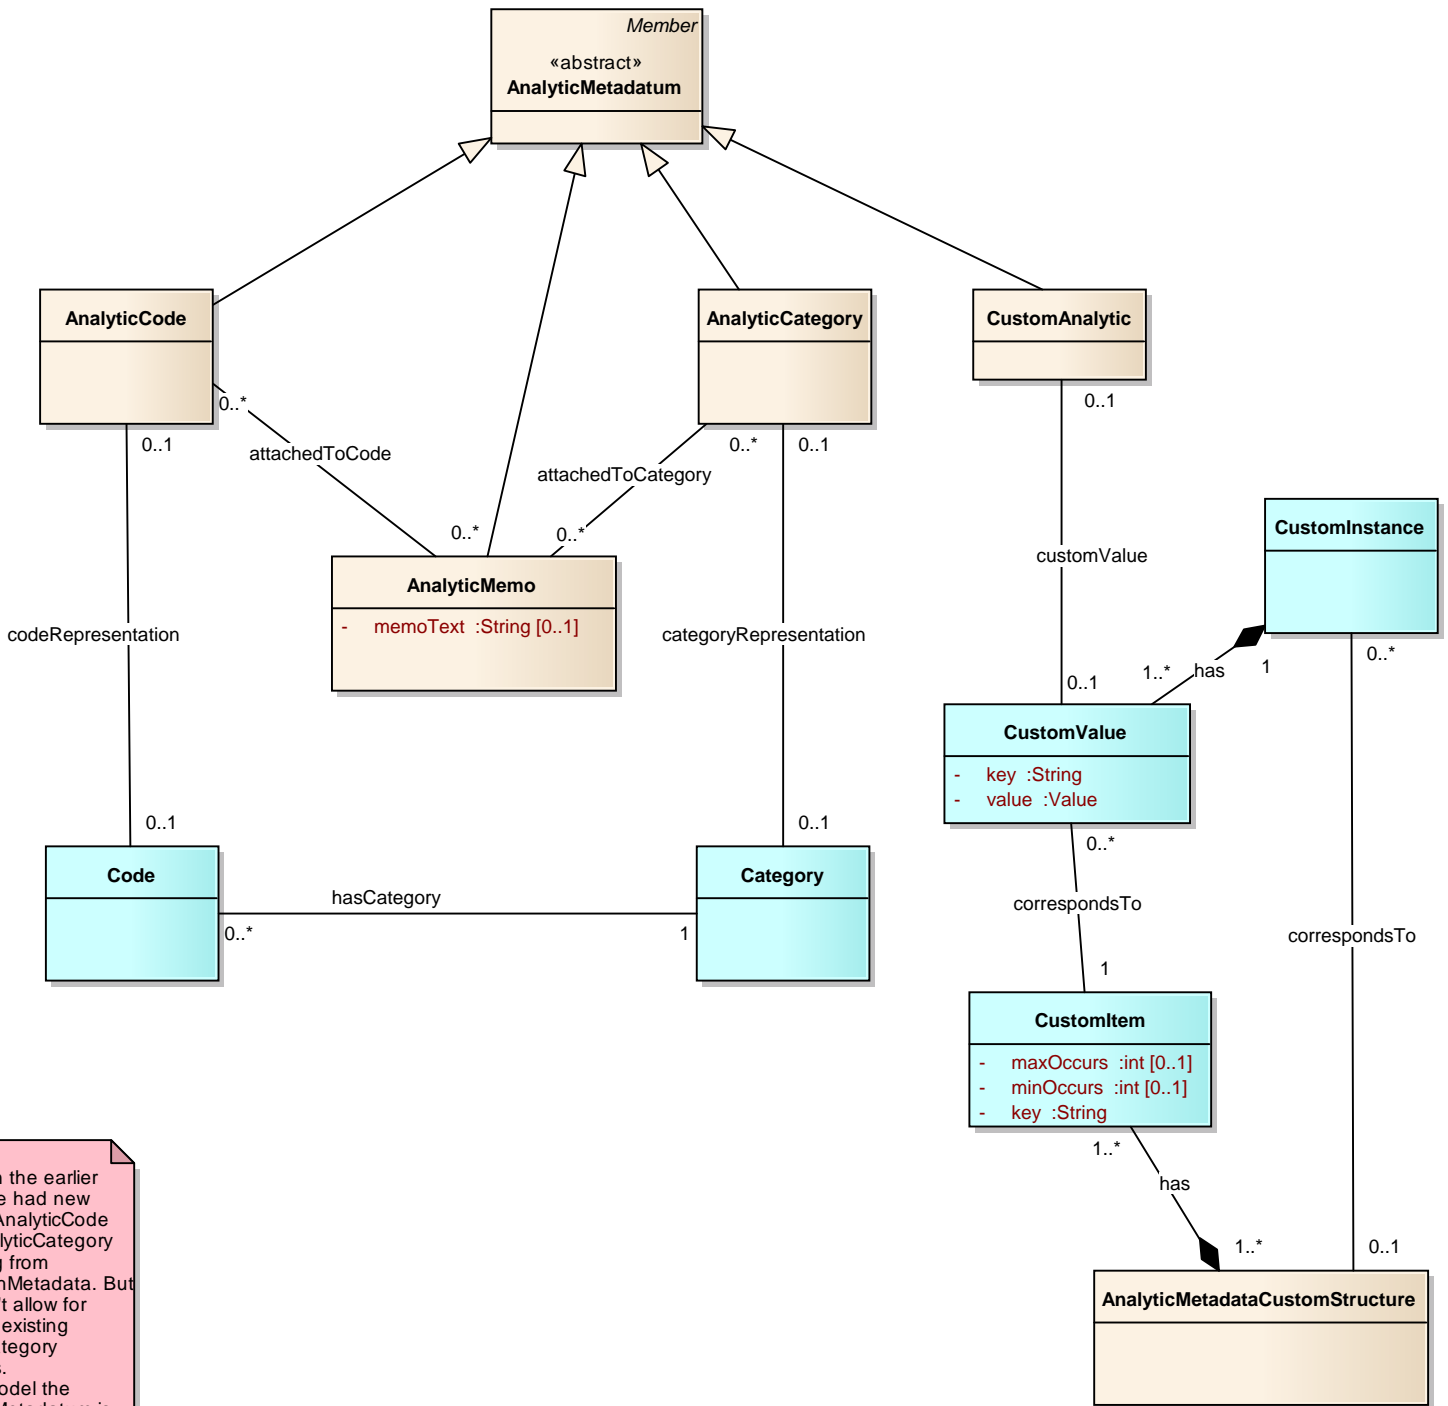 Member
«abstract»
AnalyticMetadatum
AnalyticCode
AnalyticCategory
CustomAnalytic
0..*
0..1
0..*
0..1
0..1
attachedToCode
attachedToCategory
0..*
0..*
CustomInstance
customValue
AnalyticMemo
- memoText :String [0..1]
codeRepresentation
categoryRepresentation
0..*
1..*
has
1
0..1
CustomValue
- key :String
- value :Value
0..1
0..1
0..*
Code
Category
hasCategory
0..*
1
correspondsTo
correspondsTo
1
CustomItem
- maxOccurs :int [0..1]
- minOccurs :int [0..1]
- key :String
1..*
has
1..*
0..1
AnalyticMetadataCustomStructure
the earlier
had new
AnalyticCode
lyticCategory
from
nMetadata. But
't allow for
existing
tegory
odel the